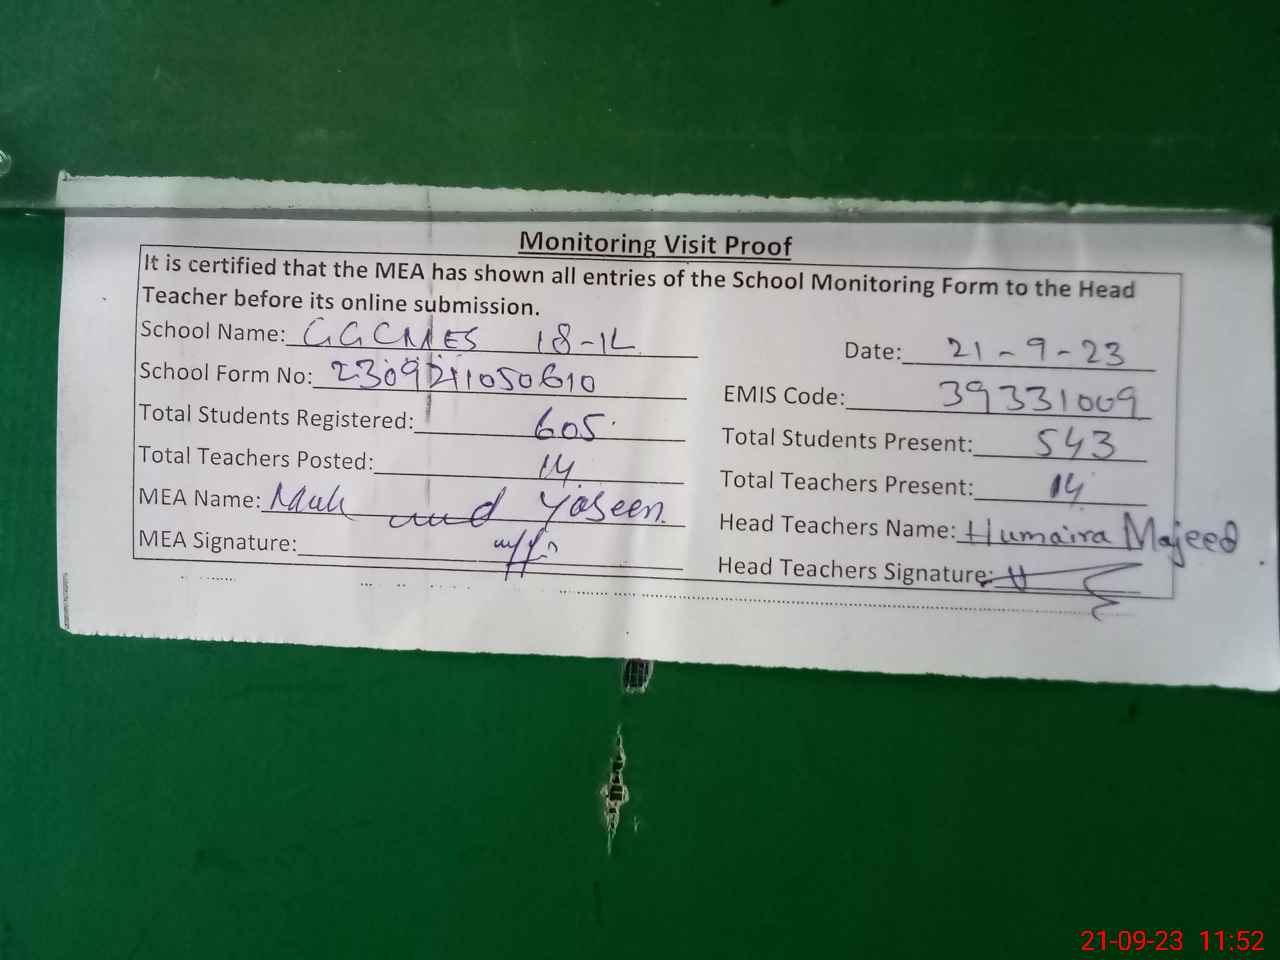 Monitoring Visit Proof
It is certified that the MEA has shown all entries of the School Monitoring Form to the Head
Teacher before its online submission.
School Name: GGCMES 18-1L
Date: 21-9-23
School Form No: 2309211050610
EMIS Code: 39331009
Total Students Registered: 605
Total Students Present: 543
Total Teachers Posted: 14
Total Teachers Present: 14
MEA Name: Yaseen
Head Teachers Name: Humaira Majeed
MEA Signature:
Head Teachers Signature:
21-09-23 11:52